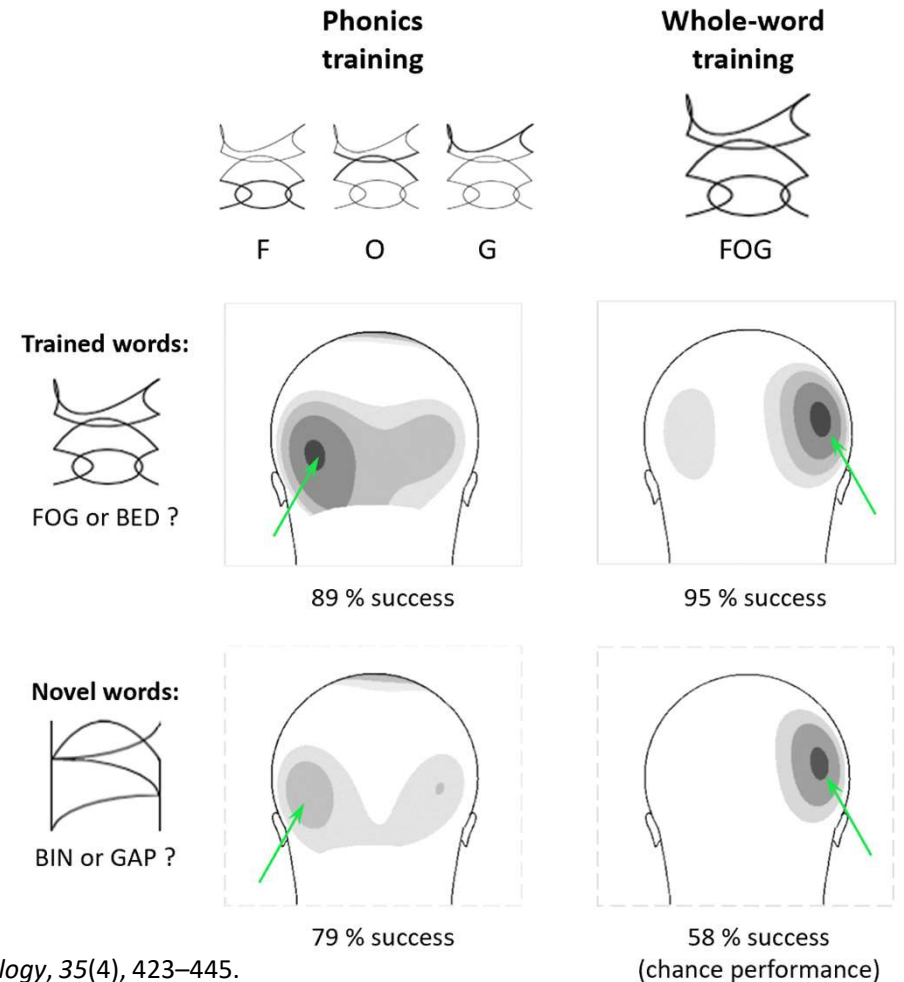 Phonics
training
Whole-word
training
F O G
FOG
Trained words:
FOG or BED ?
89 % success
95 % success
Novel words:
BIN or GAP ?
79 % success
58 % success
(chance performance)
logy, 35(4), 423–445.